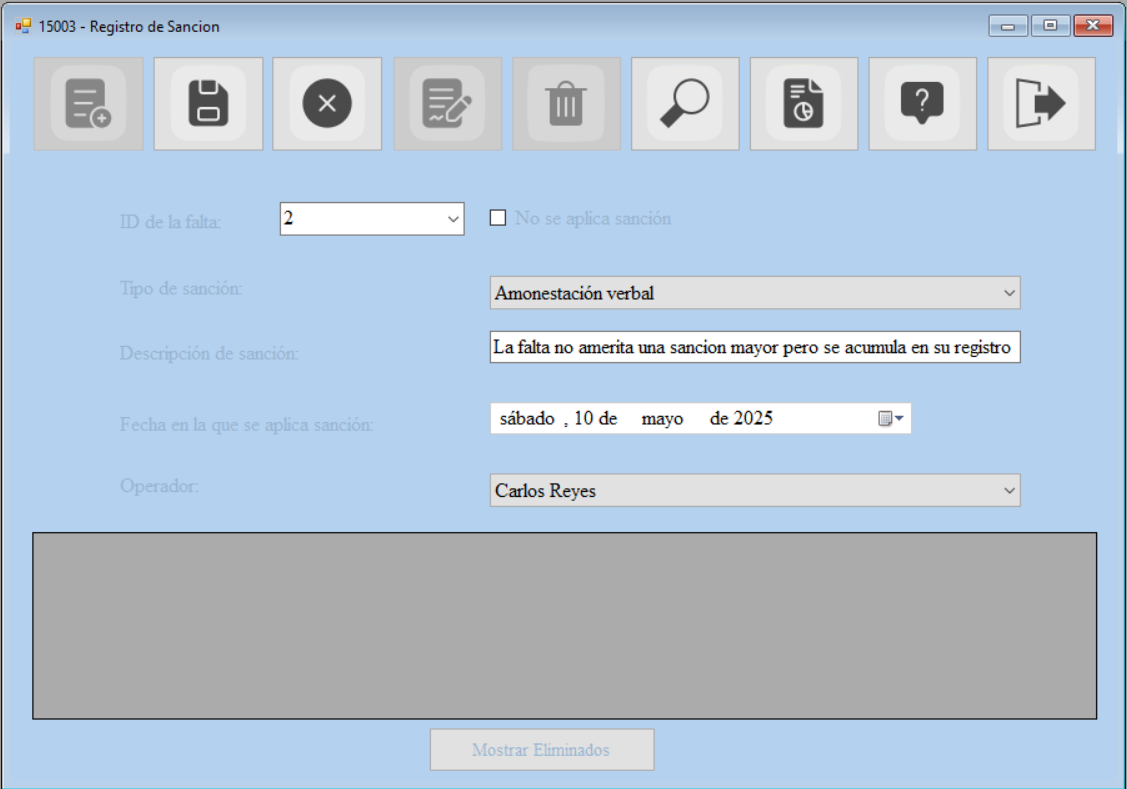 15003 - Registro de Sancion
ID de la falta: 2 No se aplica sanción
Tipo de sanción: Amonestación verbal
Descripción de sanción: La falta no amerita una sancion mayor pero se acumula en su registro
Fecha en la que se aplica sanción: sábado , 10 de mayo de 2025
Operador: Carlos Reyes
Mostrar Eliminados